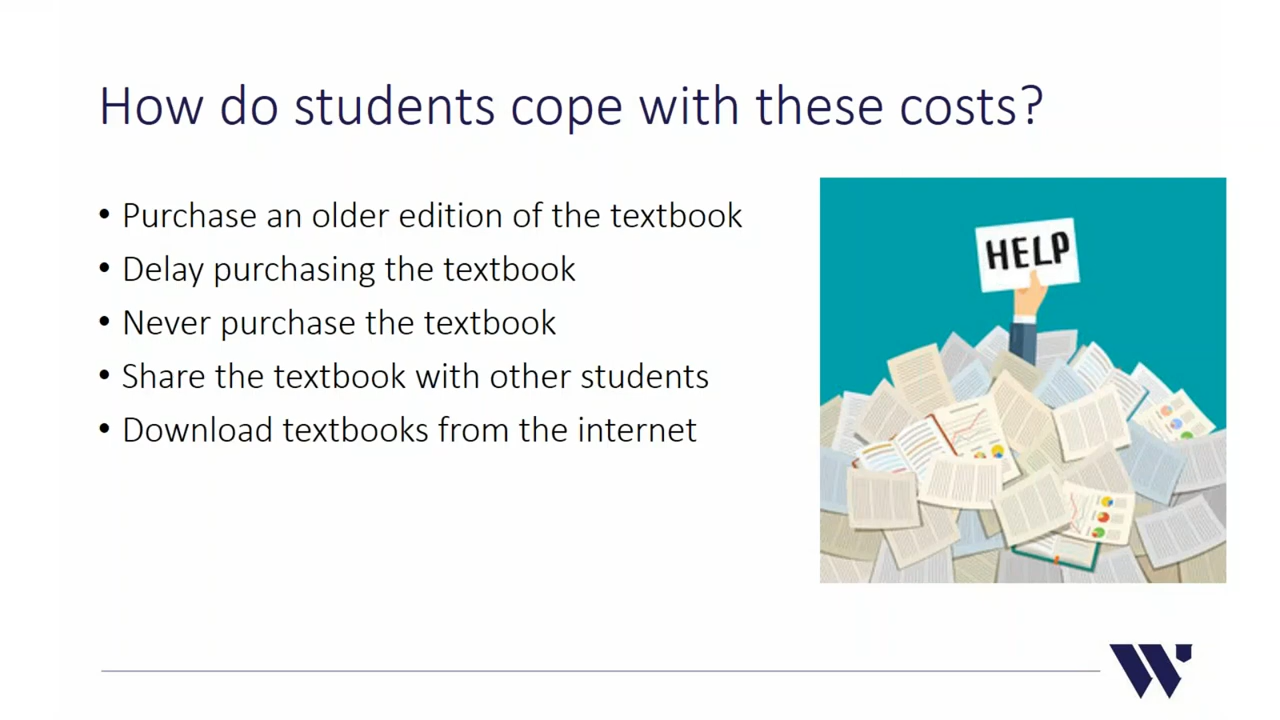 How do students cope with these costs?
• Purchase an older edition of the textbook
• Delay purchasing the textbook
• Never purchase the textbook
• Share the textbook with other students
• Download textbooks from the internet
HELP